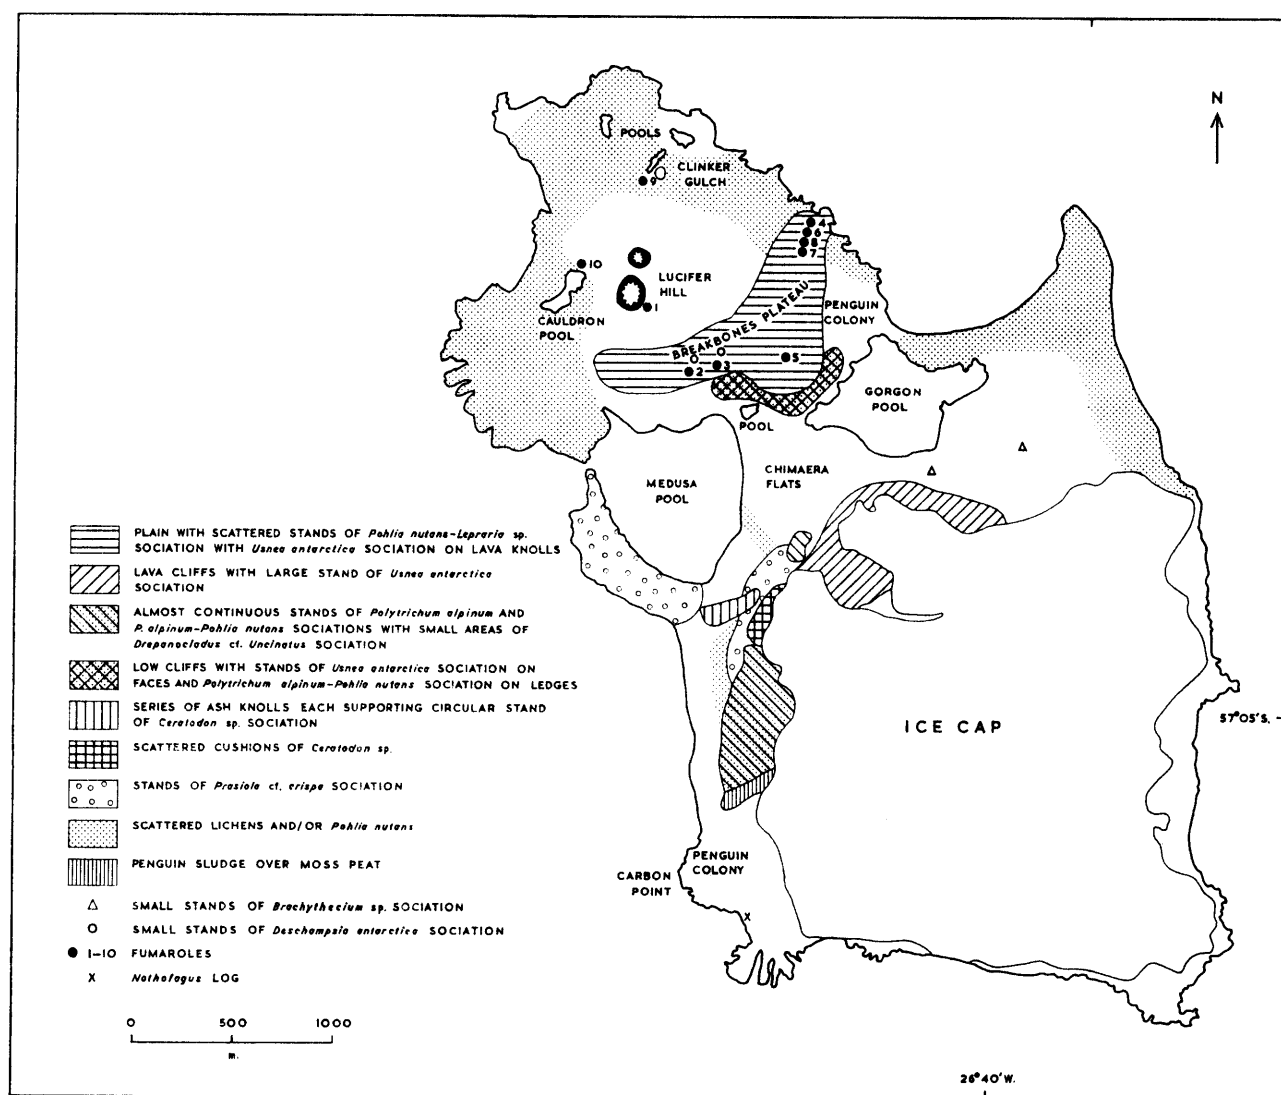 N
POOLS
CLINKER
GULCH
9
4
6
8
7
10
LUCIFER
HILL
1
CAULDRON
POOL
BREAKBONES PLATEAU
PENGUIN
COLONY
2
3
5
GORGON
POOL
POOL
MEDUSA
POOL
CHIMAERA
FLATS
PLAIN WITH SCATTERED STANDS OF Pohlia nutans-Lepraria sp.
SOCIATION WITH Usnea antarctica SOCIATION ON LAVA KNOLLS
LAVA CLIFFS WITH LARGE STAND OF Usnea antarctica
SOCIATION
ALMOST CONTINUOUS STANDS OF Polytrichum alpinum AND
P. alpinum-Pohlia nutans SOCIATIONS WITH SMALL AREAS OF
Drepanocladus cf. Uncinatus SOCIATION
LOW CLIFFS WITH STANDS OF Usnea antarctica SOCIATION ON
FACES AND Polytrichum alpinum-Pohlia nutans SOCIATION ON LEDGES
SERIES OF ASH KNOLLS EACH SUPPORTING CIRCULAR STAND
OF Ceratodon sp. SOCIATION
SCATTERED CUSHIONS OF Ceratodon sp.
STANDS OF Prasiola cf. crispa SOCIATION
SCATTERED LICHENS AND/OR Pohlia nutans
PENGUIN SLUDGE OVER MOSS PEAT
SMALL STANDS OF Brachythecium sp. SOCIATION
SMALL STANDS OF Deschampsia antarctica SOCIATION
1-10 FUMAROLES
X Nothofagus LOG
ICE CAP
57°05'S.
PENGUIN
COLONY
CARBON
POINT
X
0 500 1000
m.
26°40'W.